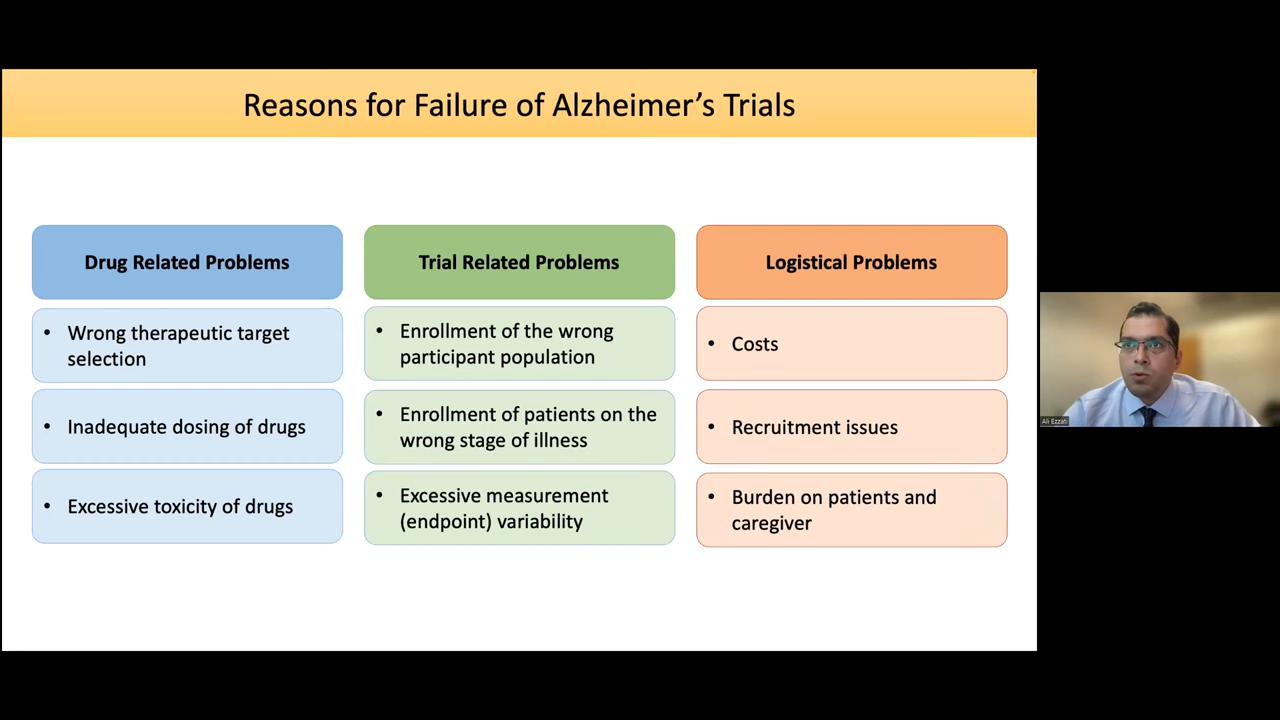 Reasons for Failure of Alzheimer's Trials
Drug Related Problems
• Wrong therapeutic target
selection
• Inadequate dosing of drugs
• Excessive toxicity of drugs
Trial Related Problems
• Enrollment of the wrong
participant population
• Enrollment of patients on the
wrong stage of illness
• Excessive measurement
(endpoint) variability
Logistical Problems
• Costs
• Recruitment issues
• Burden on patients and
caregiver
Ali Ezzati